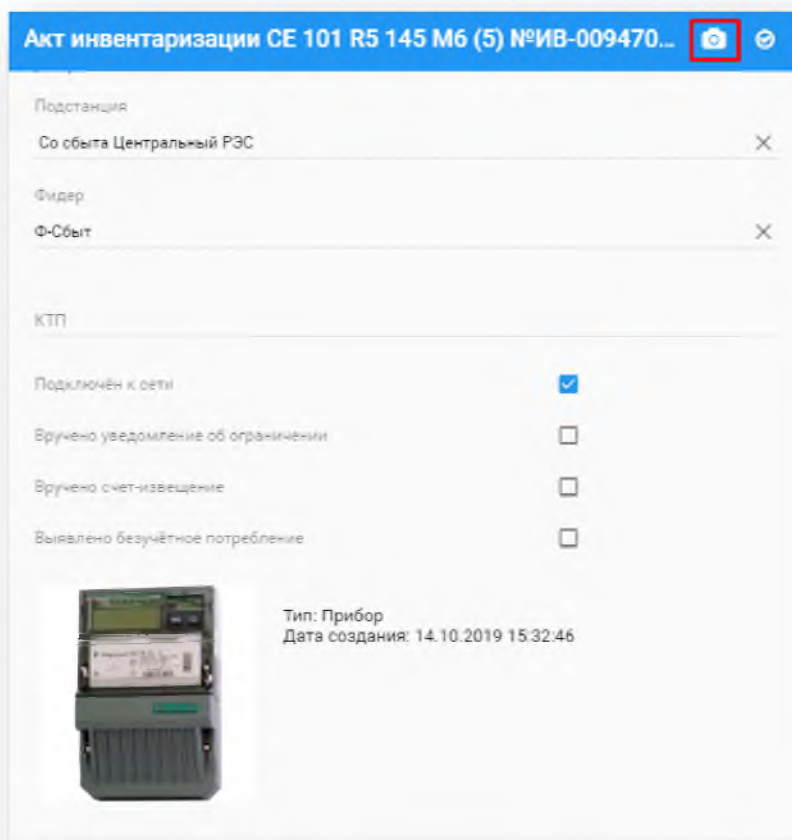 Акт инвентаризации СЕ 101 R5 145 M6 (5) №ИВ-009470...
Подстанция
Со сбыта Центральный РЭС
Фидер
Ф-Сбыт
КТП
Подключён к сети
Вручено уведомление об ограничении
Вручено счет-извещение
Выявлено безучётное потребление
Тип: Прибор
Дата создания: 14.10.2019 15:32:46